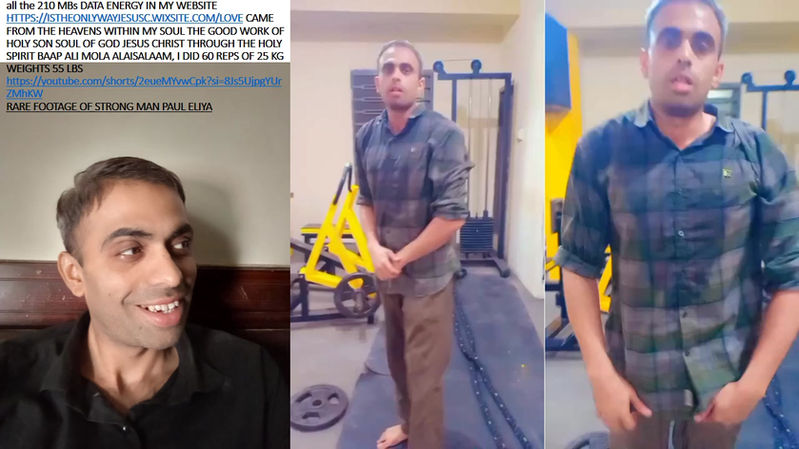 all the 210 MBs DATA ENERGY IN MY WEBSITE
HTTPS://ISTHEONLYWAYJESUSC.WIXSITE.COM/LOVE CAME
FROM THE HEAVENS WITHIN MY SOUL THE GOOD WORK OF
HOLY SON SOUL OF GOD JESUS CHRIST THROUGH THE HOLY
SPIRIT BAAP ALI MOLA ALAISALAAM, I DID 60 REPS OF 25 KG
WEIGHTS 55 LBS
https://youtube.com/shorts/2eueMYvwCpk?si=8Js5UjpgYUr
ZMhKW
RARE FOOTAGE OF STRONG MAN PAUL ELIYA